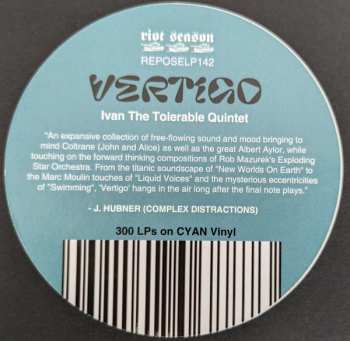 riot season
REPOSELP142
VERTIGO
Ivan The Tolerable Quintet
"An expansive collection of free-flowing sound and mood bringing to
mind Coltrane (John and Alice) as well as the great Albert Aylor, while
touching on the forward thinking compositions of Rob Mazurek's Exploding
Star Orchestra. From the titanic soundscape of "New Worlds On Earth" to
the Marc Moulin touches of "Liquid Voices" and the mysterious eccentricities
of "Swimming", 'Vertigo' hangs in the air long after the final note plays."
- J. HUBNER (COMPLEX DISTRACTIONS)
300 LPs on CYAN Vinyl